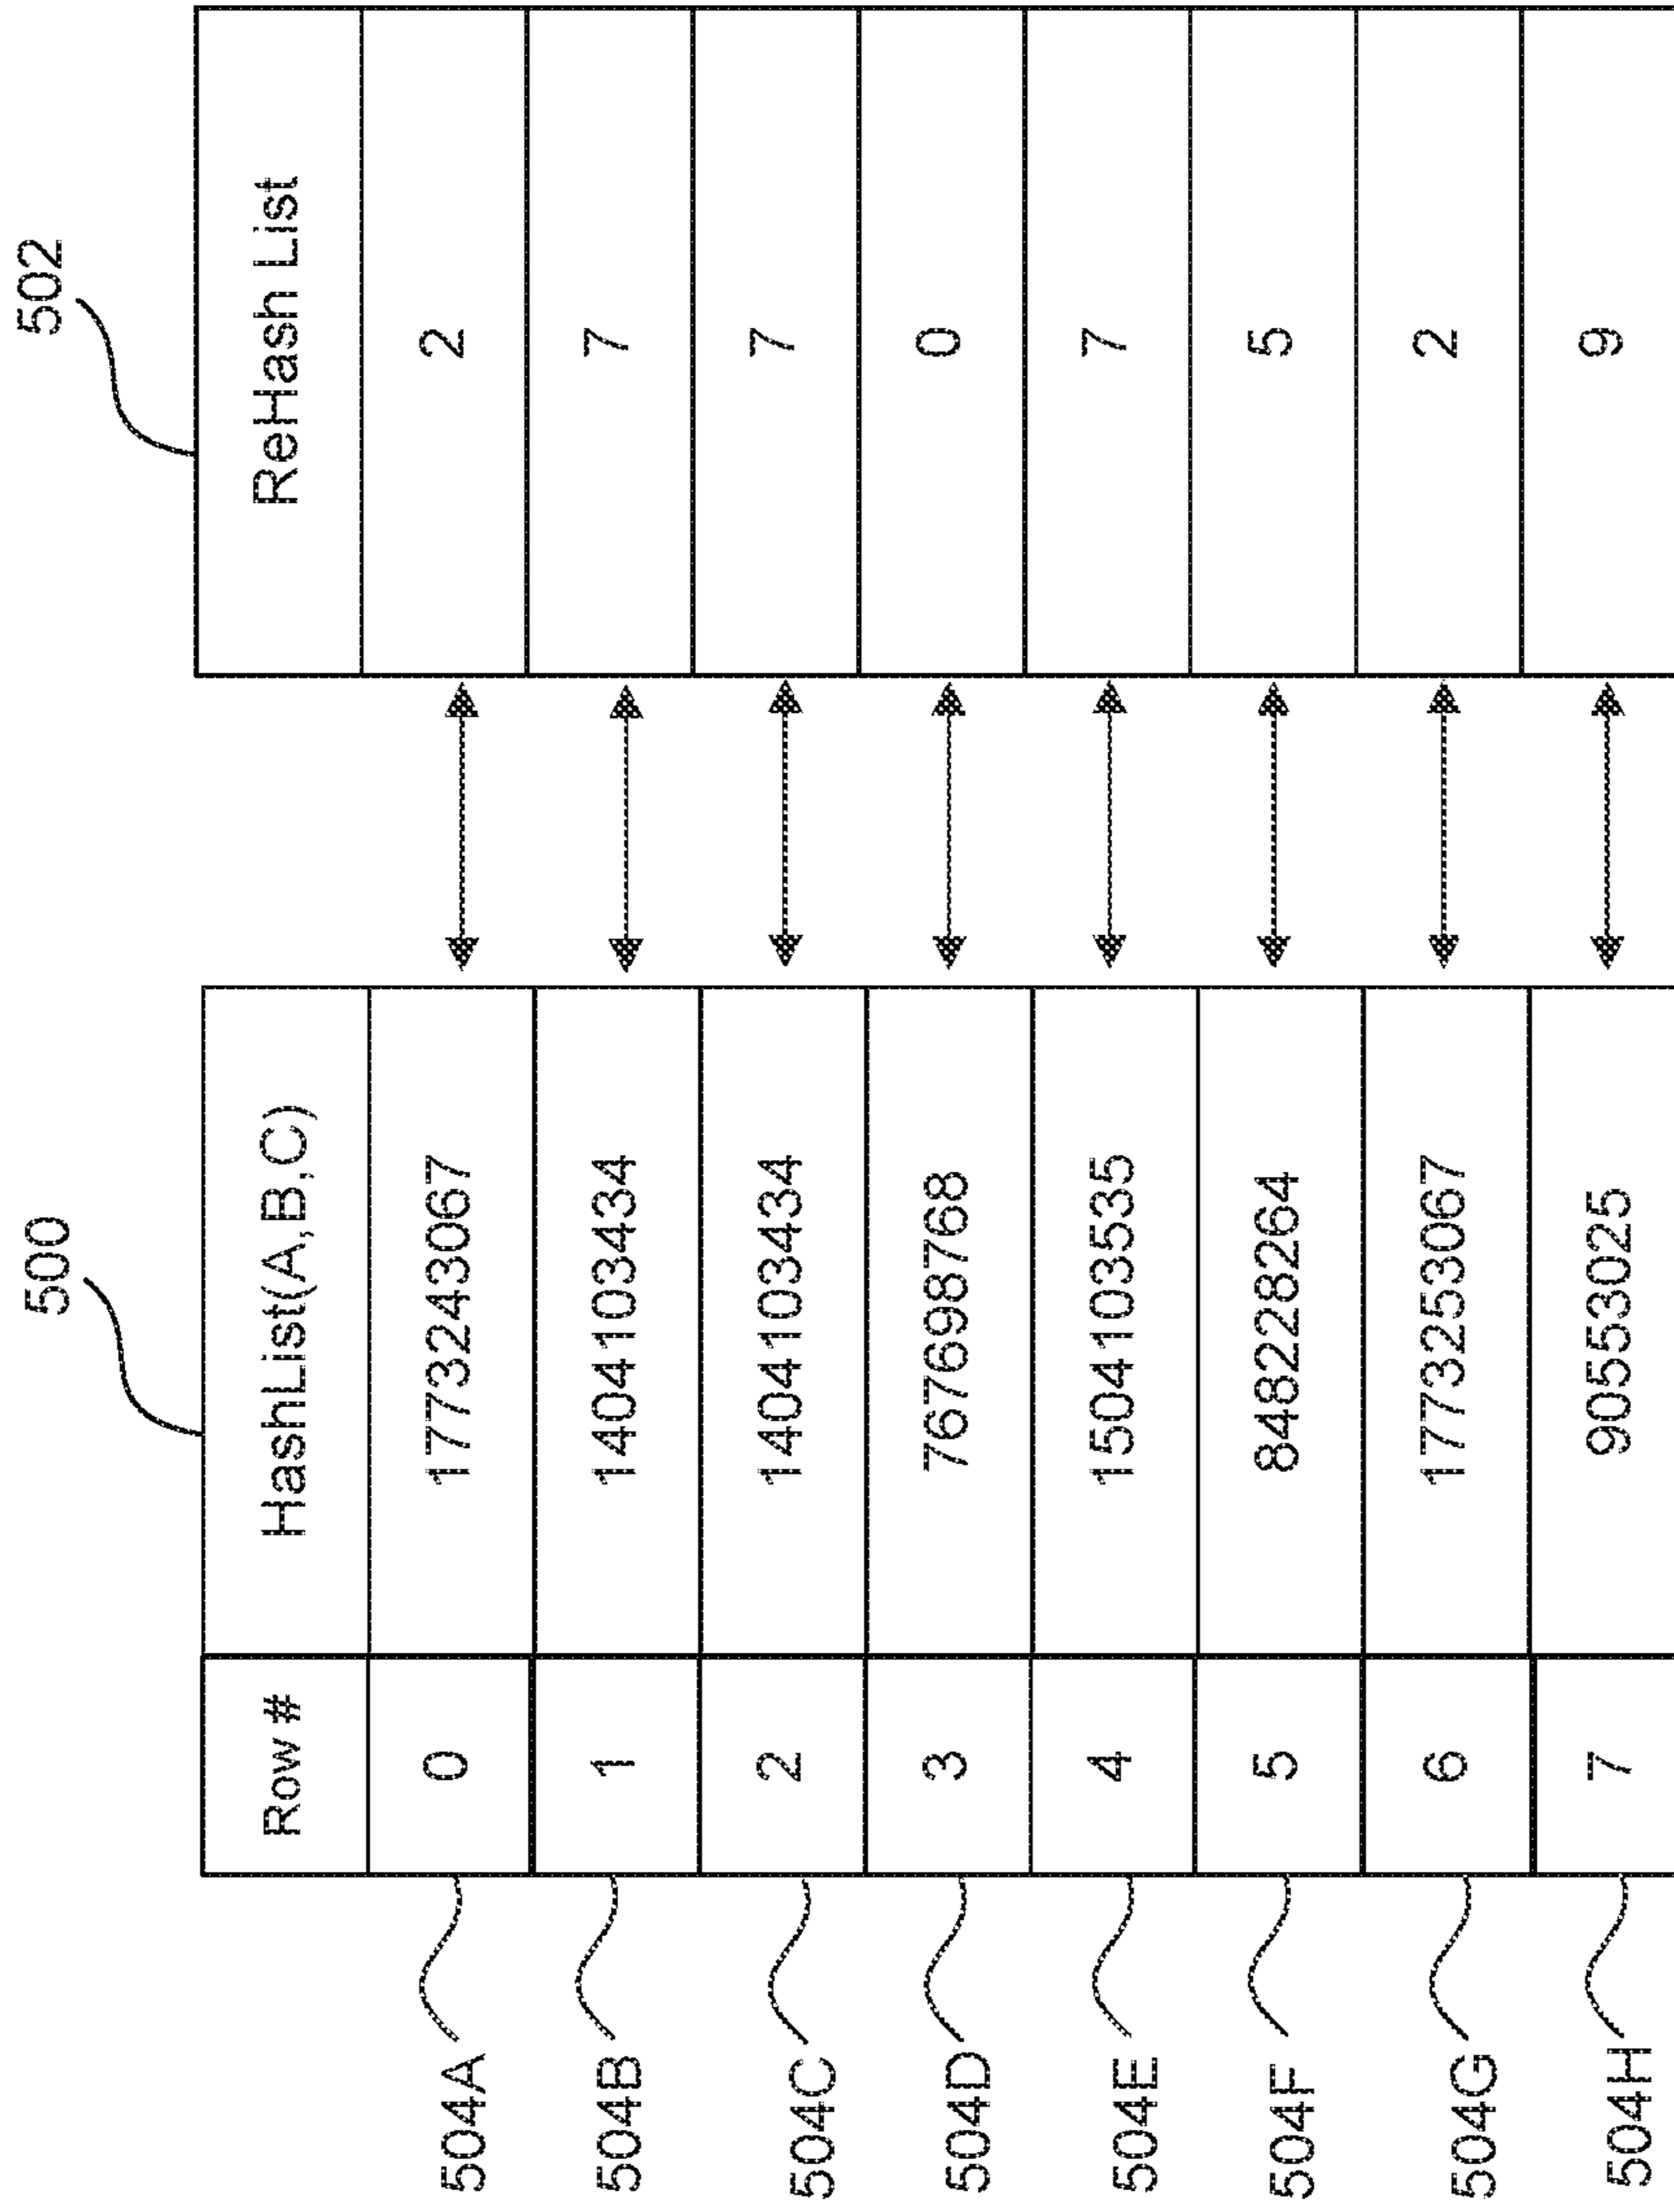 500
502
Row # HashList(A,B,C) ReHash List
504A 0 1773243067 2
504B 1 1404103434 7
504C 2 1404103434 7
504D 3 767698768 0
504E 4 1504103535 7
504F 5 848228264 5
504G 6 1773253067 2
504H 7 90553025 9